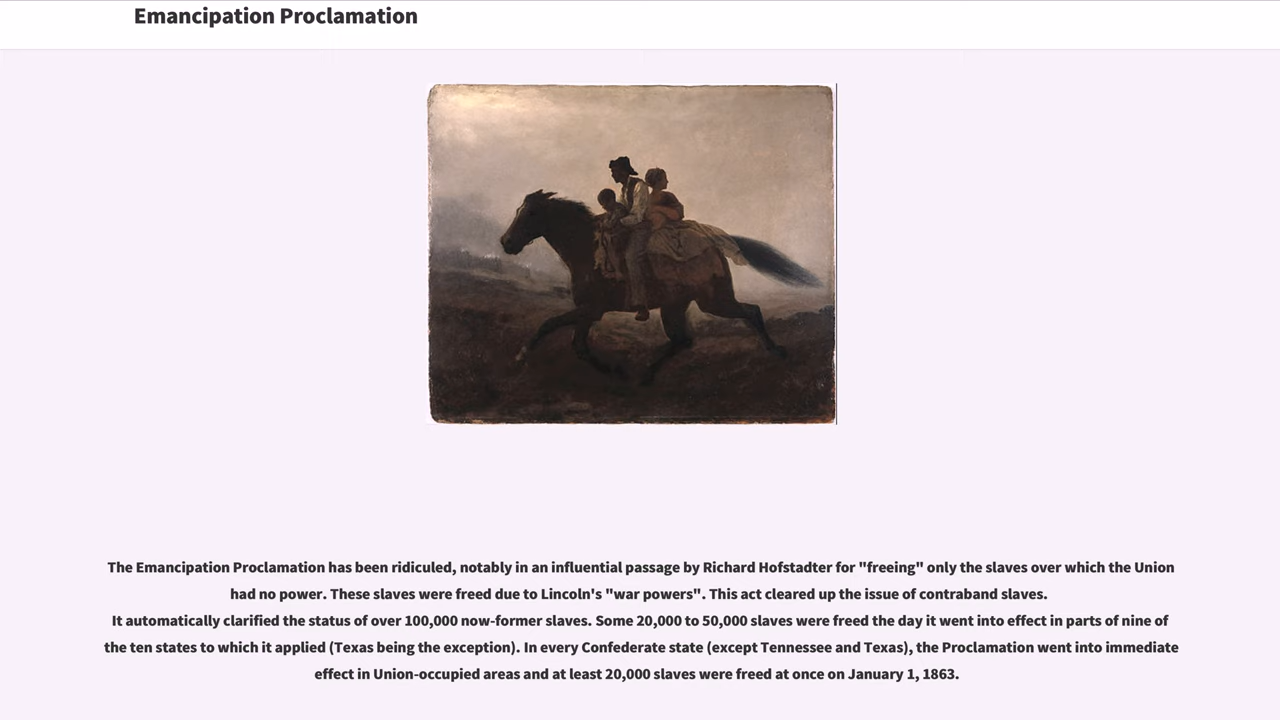 Emancipation Proclamation
The Emancipation Proclamation has been ridiculed, notably in an influential passage by Richard Hofstadter for "freeing" only the slaves over which the Union
had no power. These slaves were freed due to Lincoln's "war powers". This act cleared up the issue of contraband slaves.
It automatically clarified the status of over 100,000 now-former slaves. Some 20,000 to 50,000 slaves were freed the day it went into effect in parts of nine of
the ten states to which it applied (Texas being the exception). In every Confederate state (except Tennessee and Texas), the Proclamation went into immediate
effect in Union-occupied areas and at least 20,000 slaves were freed at once on January 1, 1863.